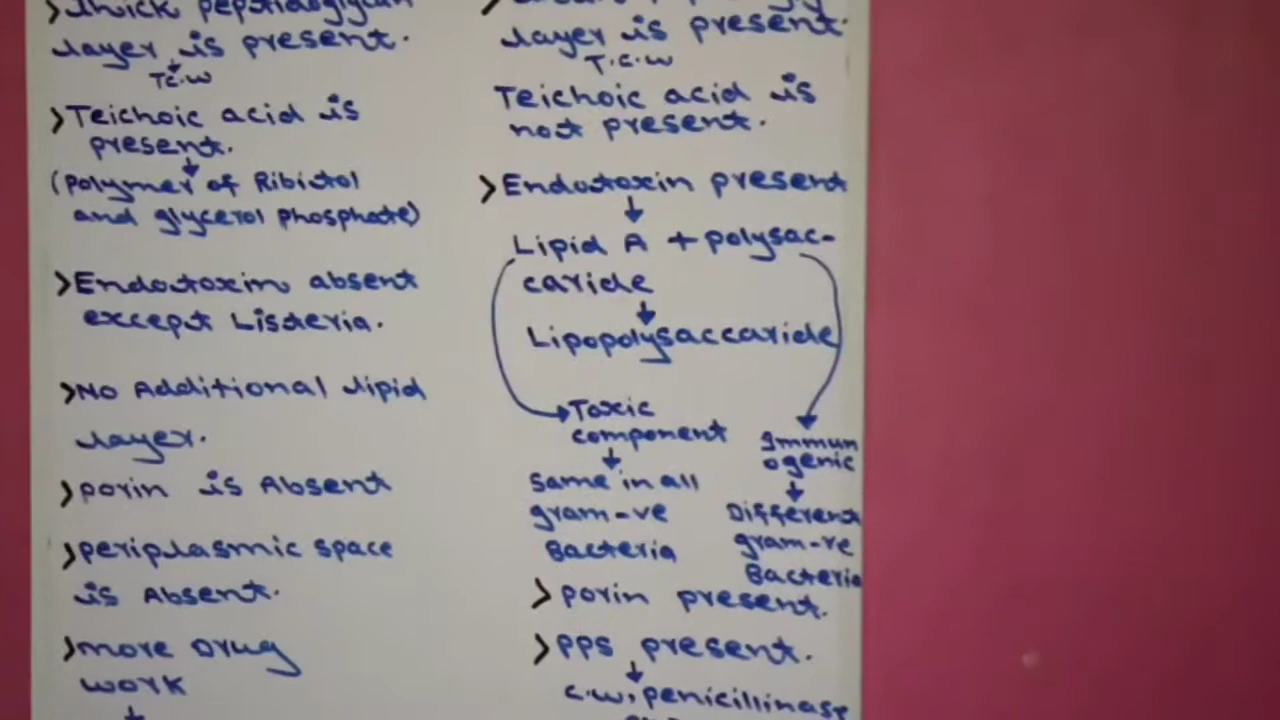 >Thick peptidoglycan
layer is present.
T.C.W
>Teichoic acid is
present.
(polymer of Ribitol
and glycerol phosphate)
>Endotoxin absent
except Listeria.
>No Additional lipid
layer.
>porin is Absent
>periplasmic space
is Absent.
>more Drug
work
layer is present.
T.C.W
Teichoic acid is
not present.
>Endotoxin present
Lipid A + polysac-
caride
Lipopolysaccaride
Toxic
component
Same in all
gram-ve
Bacteria
Immun
ogenic
Different
gram-ve
Bacteria
>porin present.
>PPS present.
C.W, penicillinase